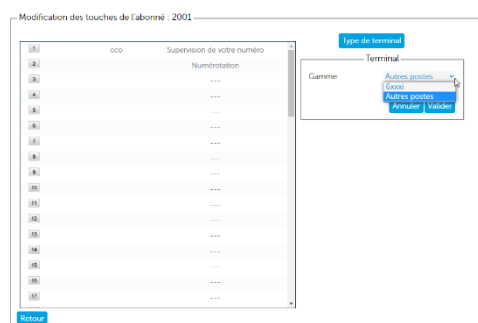 Modification des touches de l'abonné : 2001
1 cco Supervision de votre numéro
2 Numérotation
3 ---
4 ---
5 ---
6 ---
7 ---
8 ---
9 ---
10 ---
11 ---
12 ---
13 ---
14 ---
15 ---
16 ---
17 ---
Retour
Type de terminal
Terminal
Gamme Autres postes
6xxxi
Autres postes
Annuler Valider